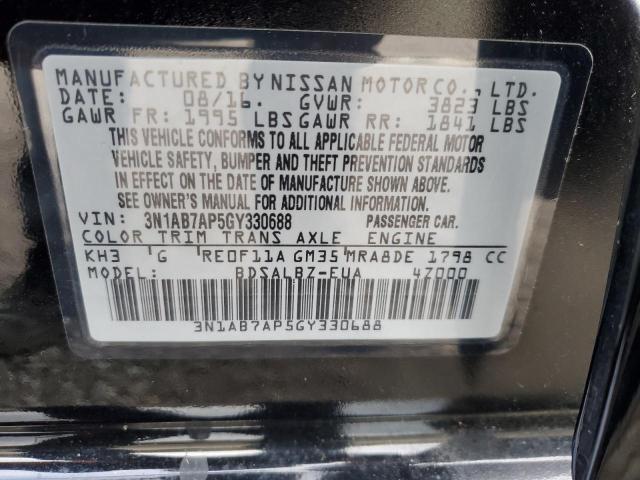 MANUFACTURED BY NISSAN MOTOR CO., LTD.
DATE: 08/16. GVWR: 3823 LBS
GAWR FR: 1995 LBS GAWR RR: 1841 LBS
THIS VEHICLE CONFORMS TO ALL APPLICABLE FEDERAL MOTOR
VEHICLE SAFETY, BUMPER AND THEFT PREVENTION STANDARDS
IN EFFECT ON THE DATE OF MANUFACTURE SHOWN ABOVE.
SEE OWNER'S MANUAL FOR ADDITIONAL INFORMATION.
VIN: 3N1AB7AP5GY330688 PASSENGER CAR.
COLOR TRIM TRANS AXLE ENGINE
KH3 G RE0F11A GM35 MRA8DE 1798 CC
BDSALBZ-EUA 4Z000
3N1AB7AP5GY330688